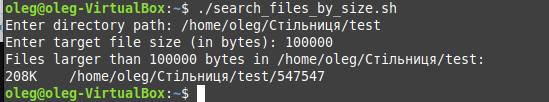 oleg@oleg-VirtualBox:~$ ./search_files_by_size.sh
Enter directory path: /home/oleg/Стільниця/test
Enter target file size (in bytes): 100000
Files larger than 100000 bytes in /home/oleg/Стільниця/test:
208K    /home/oleg/Стільниця/test/547547
oleg@oleg-VirtualBox:~$